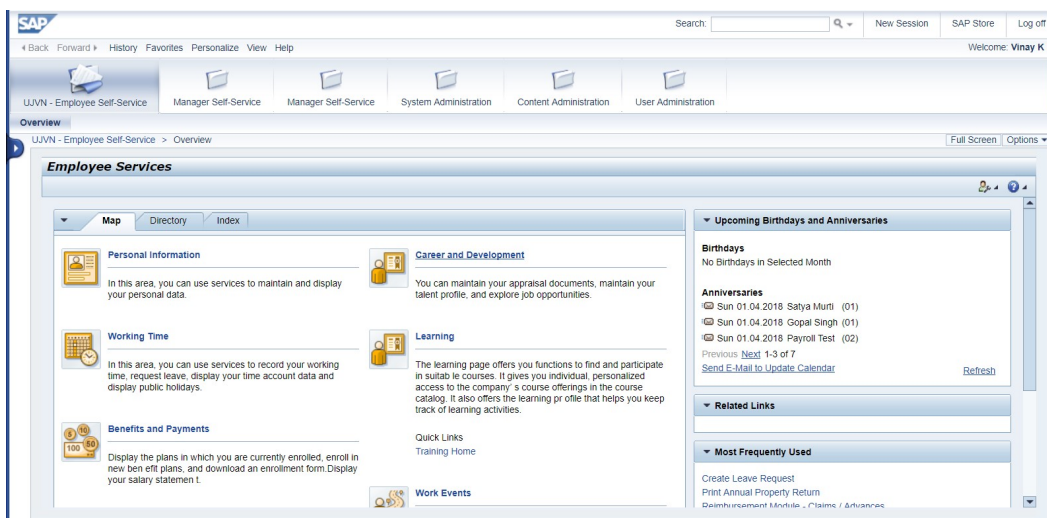 SAP
Search:
New Session
SAP Store
Log off
Back Forward History Favorites Personalize View Help
Welcome: Vinay K
UJVN - Employee Self-Service
Manager Self-Service
Manager Self-Service
System Administration
Content Administration
User Administration
Overview
UJVN - Employee Self-Service > Overview
Full Screen
Options
Employee Services
Map
Directory
Index
Personal Information
In this area, you can use services to maintain and display
your personal data.
Working Time
In this area, you can use services to record your working
time, request leave, display your time account data and
display public holidays.
Benefits and Payments
5 10
100 50
Display the plans in which you are currently enrolled, enroll in
new ben efit plans, and download an enrollment form.Display
your salary statemen t.
Career and Development
You can maintain your appraisal documents, maintain your
talent profile, and explore job opportunities.
Learning
The learning page offers you functions to find and participate
in suitab le courses. It gives you individual, personalized
access to the company' s course offerings in the course
catalog. It also offers the learning pr ofile that helps you keep
track of learning activities.
Quick Links
Training Home
Work Events
Upcoming Birthdays and Anniversaries
Birthdays
No Birthdays in Selected Month
Anniversaries
Sun 01.04.2018 Satya Murti (01)
Sun 01.04.2018 Gopal Singh (01)
Sun 01.04.2018 Payroll Test (02)
Previous Next 1-3 of 7
Send E-Mail to Update Calendar
Refresh
Related Links
Most Frequently Used
Create Leave Request
Print Annual Property Return
Reimbursement Module - Claims / Advances